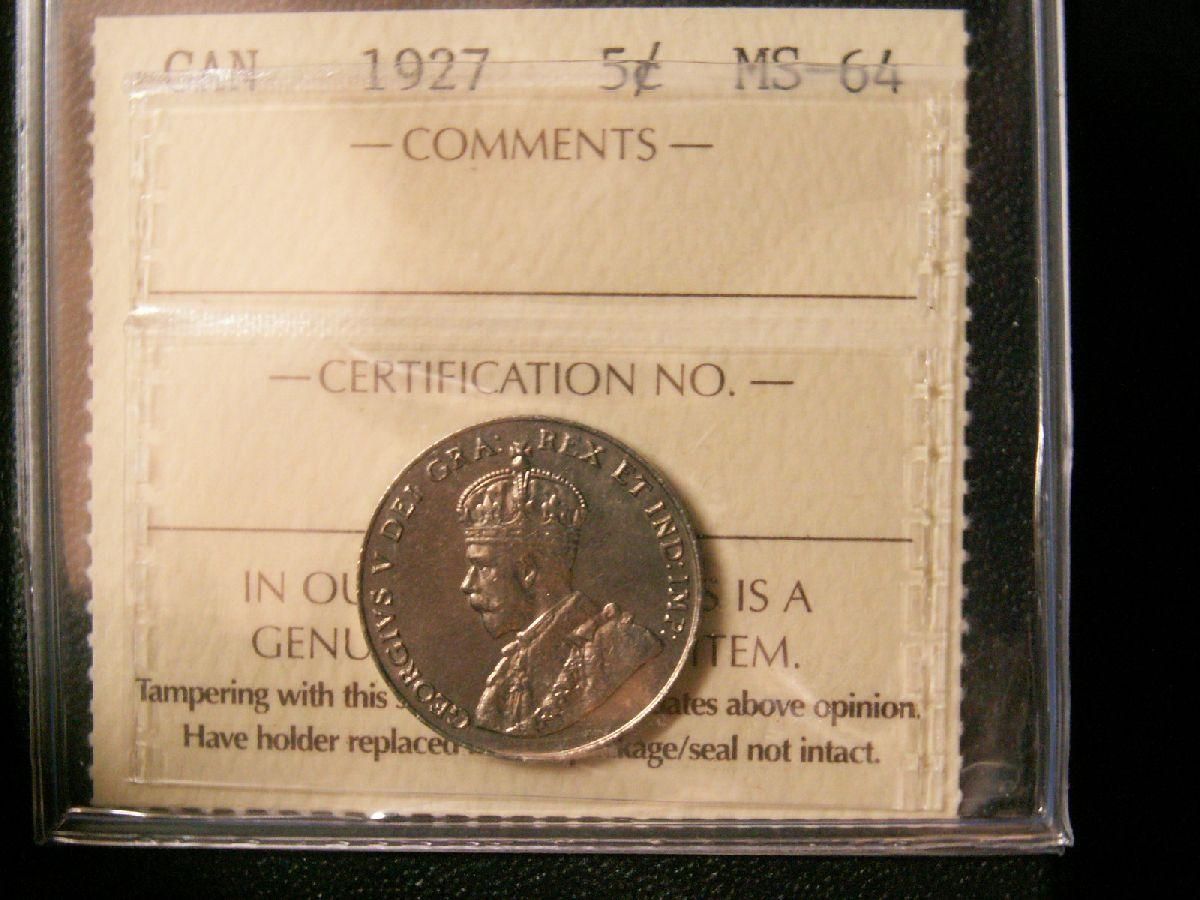 CAN 1927 5¢ MS-64
— COMMENTS —
— CERTIFICATION NO. —
GEORGIVS V DEI GRA: REX ET IND: IMP:
IN OU S IS A
GENU ITEM.
Tampering with this ates above opinion.
Have holder replaced kage/seal not intact.